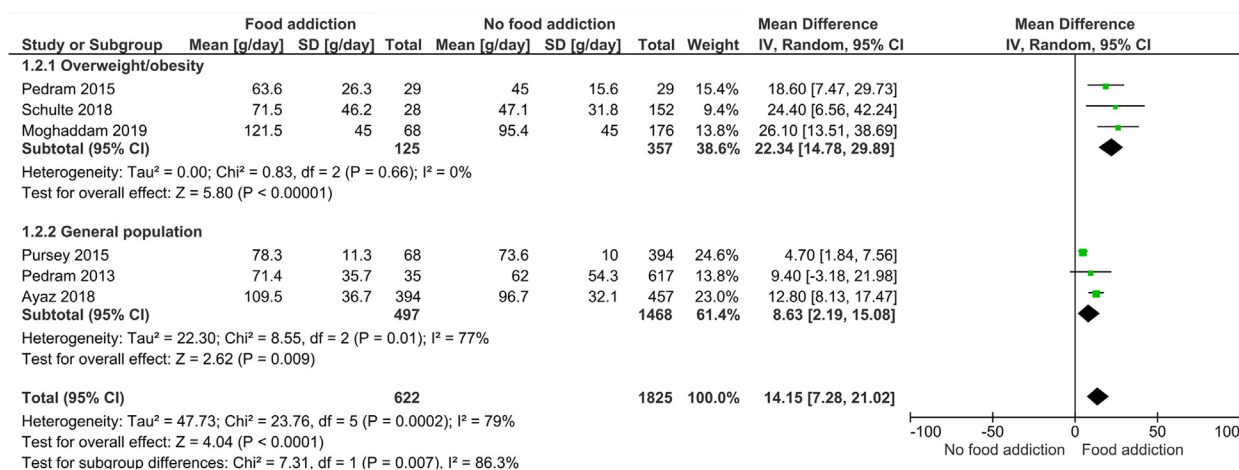 Food addiction No food addiction Mean Difference Mean Difference
Study or Subgroup Mean [g/day] SD [g/day] Total Mean [g/day] SD [g/day] Total Weight IV, Random, 95% CI IV, Random, 95% CI
1.2.1 Overweight/obesity
Pedram 2015 63.6 26.3 29 45 15.6 29 15.4% 18.60 [7.47, 29.73]
Schulte 2018 71.5 46.2 28 47.1 31.8 152 9.4% 24.40 [6.56, 42.24]
Moghaddam 2019 121.5 45 68 95.4 45 176 13.8% 26.10 [13.51, 38.69]
Subtotal (95% CI) 125 357 38.6% 22.34 [14.78, 29.89]
Heterogeneity: Tau² = 0.00; Chi² = 0.83, df = 2 (P = 0.66); I² = 0%
Test for overall effect: Z = 5.80 (P < 0.00001)
1.2.2 General population
Pursey 2015 78.3 11.3 68 73.6 10 394 24.6% 4.70 [1.84, 7.56]
Pedram 2013 71.4 35.7 35 62 54.3 617 13.8% 9.40 [-3.18, 21.98]
Ayaz 2018 109.5 36.7 394 96.7 32.1 457 23.0% 12.80 [8.13, 17.47]
Subtotal (95% CI) 497 1468 61.4% 8.63 [2.19, 15.08]
Heterogeneity: Tau² = 22.30; Chi² = 8.55, df = 2 (P = 0.01); I² = 77%
Test for overall effect: Z = 2.62 (P = 0.009)
Total (95% CI) 622 1825 100.0% 14.15 [7.28, 21.02]
Heterogeneity: Tau² = 47.73; Chi² = 23.76, df = 5 (P = 0.0002); I² = 79%
Test for overall effect: Z = 4.04 (P < 0.0001)
Test for subgroup differences: Chi² = 7.31, df = 1 (P = 0.007), I² = 86.3%
-100 -50 0 50 100
No food addiction Food addiction